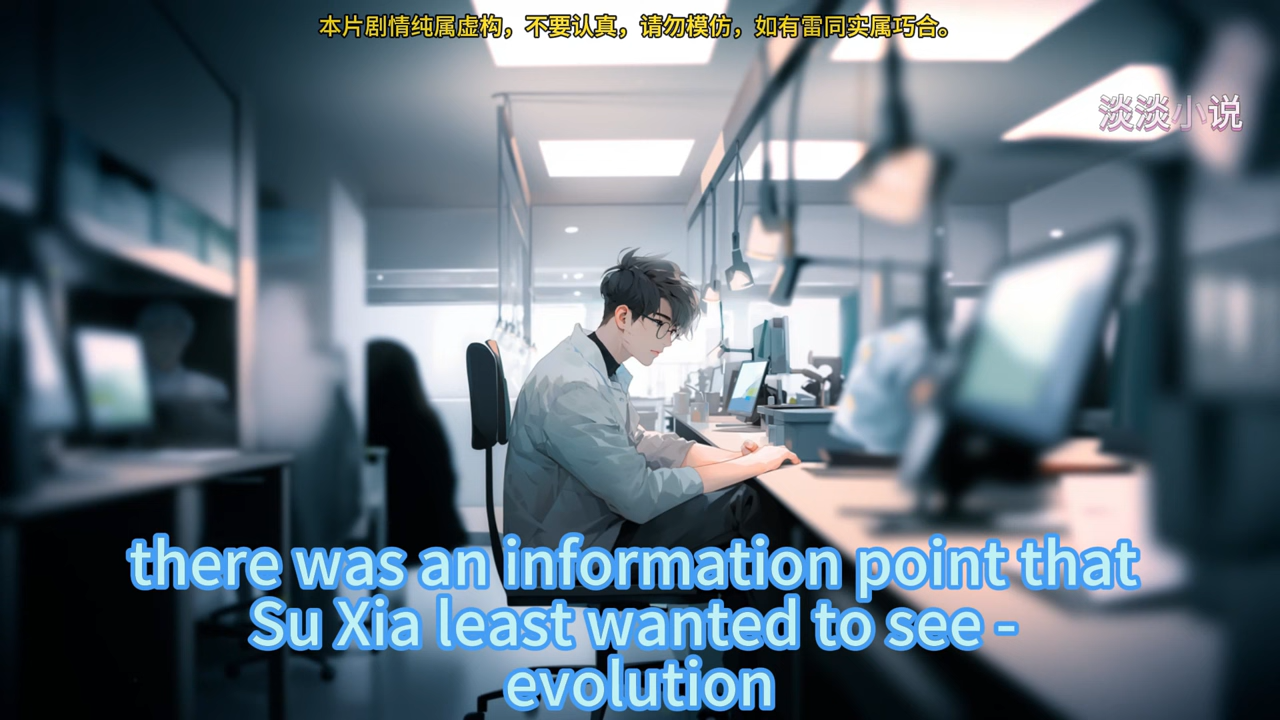 本片剧情纯属虚构，不要认真，请勿模仿，如有雷同实属巧合。
淡淡小说
there was an information point that
Su Xia least wanted to see -
evolution